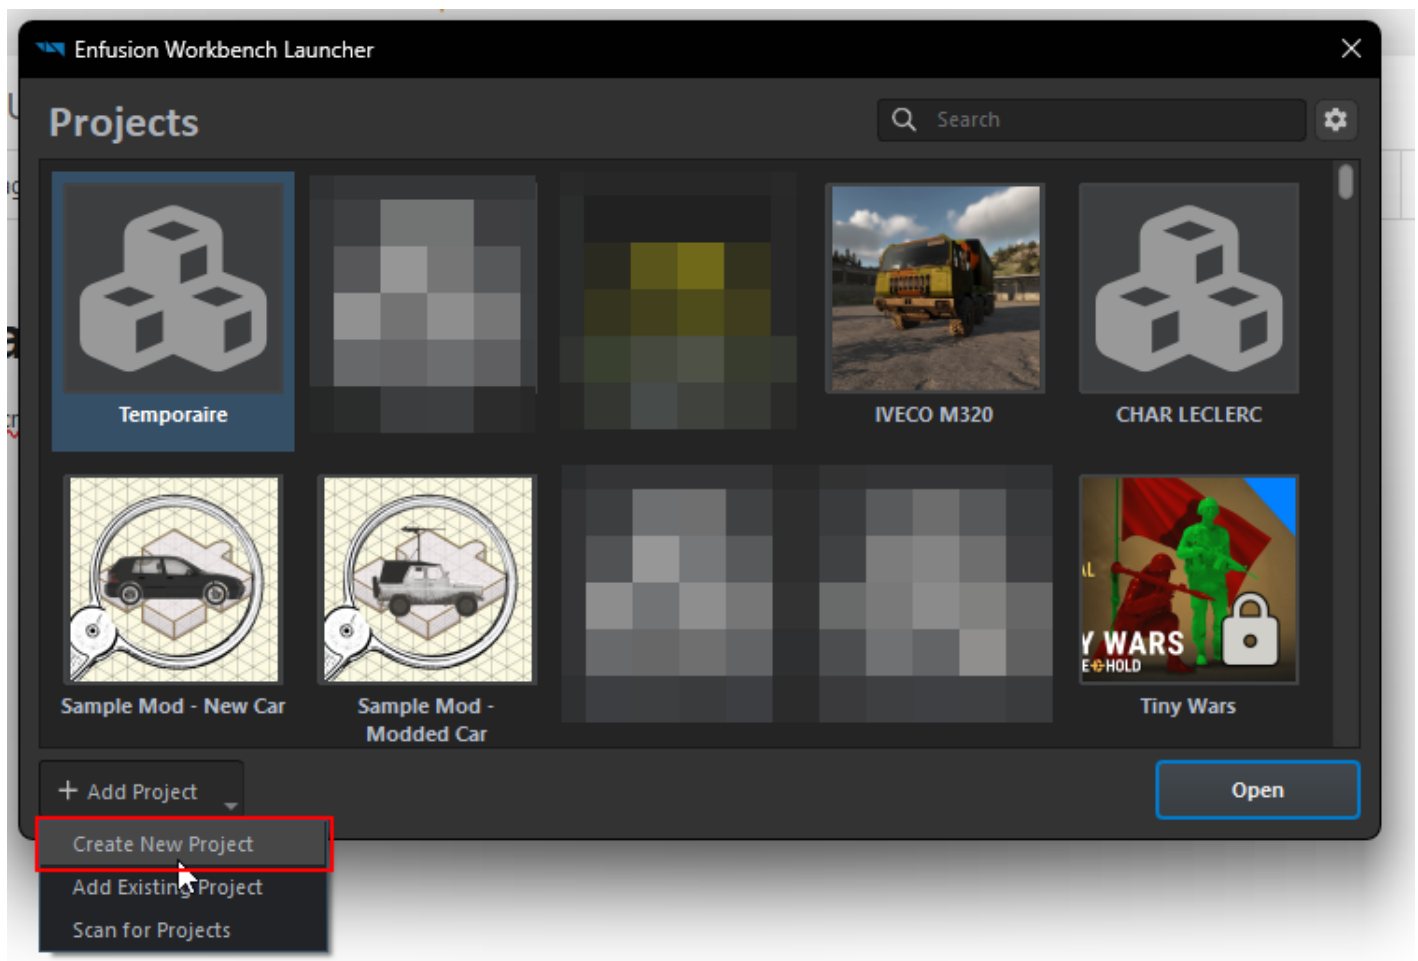 Enfusion Workbench Launcher
Projects
Search
Temporaire
IVECO M320
CHAR LECLERC
AL
Y WARS
E HOLD
Sample Mod - New Car
Sample Mod -
Modded Car
Tiny Wars
+ Add Project
Open
Create New Project
Add Existing Project
Scan for Projects